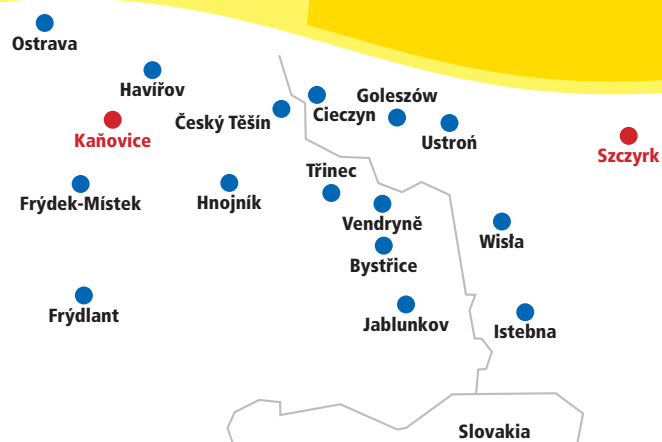 Ostrava
Havířov
Goleszów
Cieczyn
Český Těšín
Kaňovice
Ustroń
Szczyrk
Třinec
Frýdek-Místek
Hnojník
Vendryně
Wisła
Bystřice
Frýdlant
Jablunkov
Istebna
Slovakia